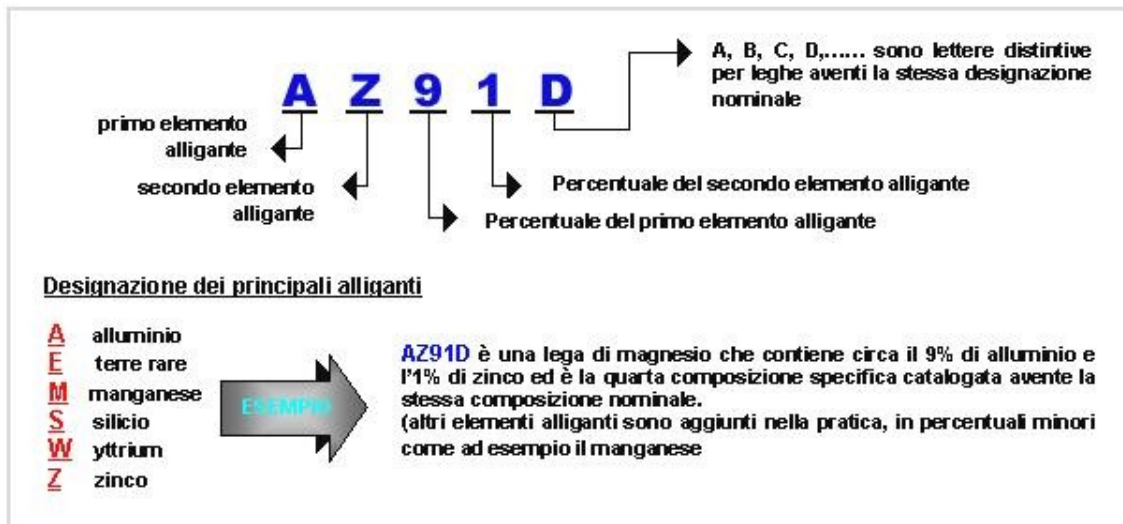 A, B, C, D,...... sono lettere distintive
per leghe aventi la stessa designazione
nominale
A Z 9 1 D
primo elemento
alligante
secondo elemento
alligante
Percentuale del secondo elemento alligante
Percentuale del primo elemento alligante
Designazione dei principali alliganti
A alluminio
E terre rare
M manganese
S silicio
W yttrium
Z zinco
ESEMPIO
AZ91D è una lega di magnesio che contiene circa il 9% di alluminio e
l'1% di zinco ed è la quarta composizione specifica catalogata avente la
stessa composizione nominale.
(altri elementi alliganti sono aggiunti nella pratica, in percentuali minori
come ad esempio il manganese